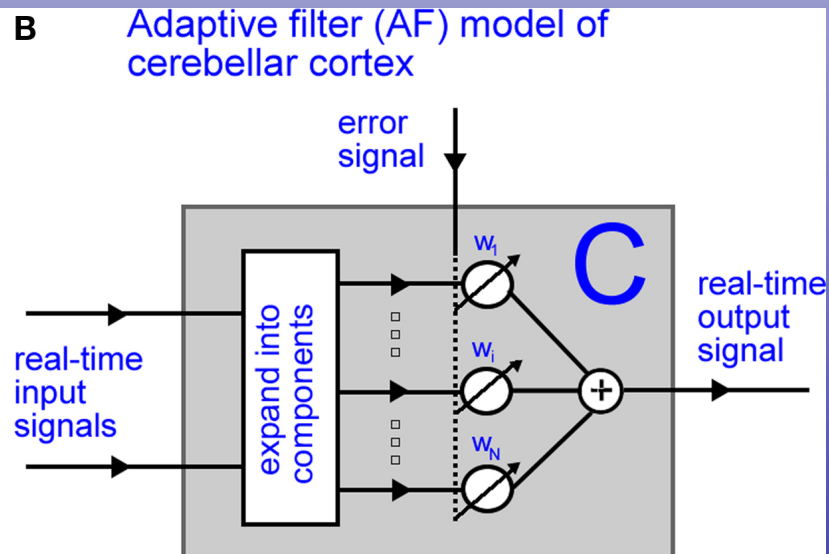 B
Adaptive filter (AF) model of
cerebellar cortex
error
signal
C
w1
wi
wN
expand into
components
+
real-time
input
signals
real-time
output
signal